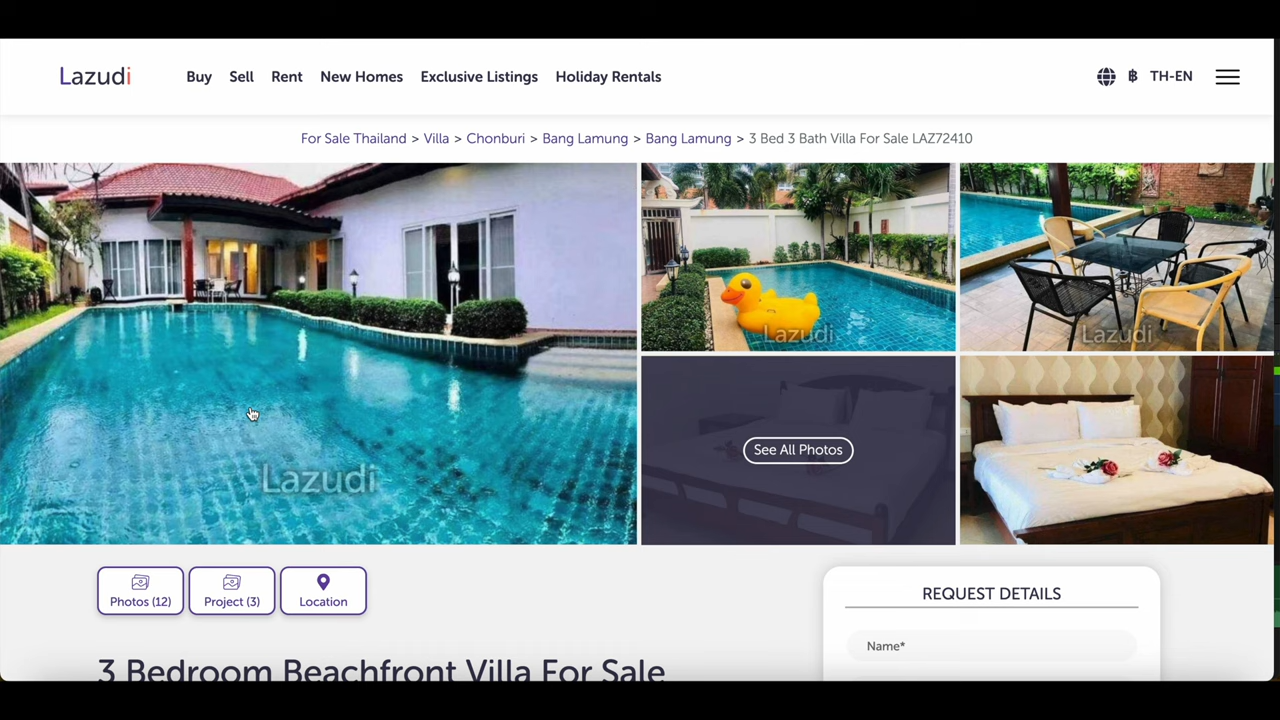 Lazudi
Buy Sell Rent New Homes Exclusive Listings Holiday Rentals
฿ TH-EN
For Sale Thailand > Villa > Chonburi > Bang Lamung > Bang Lamung > 3 Bed 3 Bath Villa For Sale LAZ72410
Lazudi
Lazudi
Lazudi
See All Photos
Photos (12)
Project (3)
Location
REQUEST DETAILS
Name*
3 Bedroom Beachfront Villa For Sale